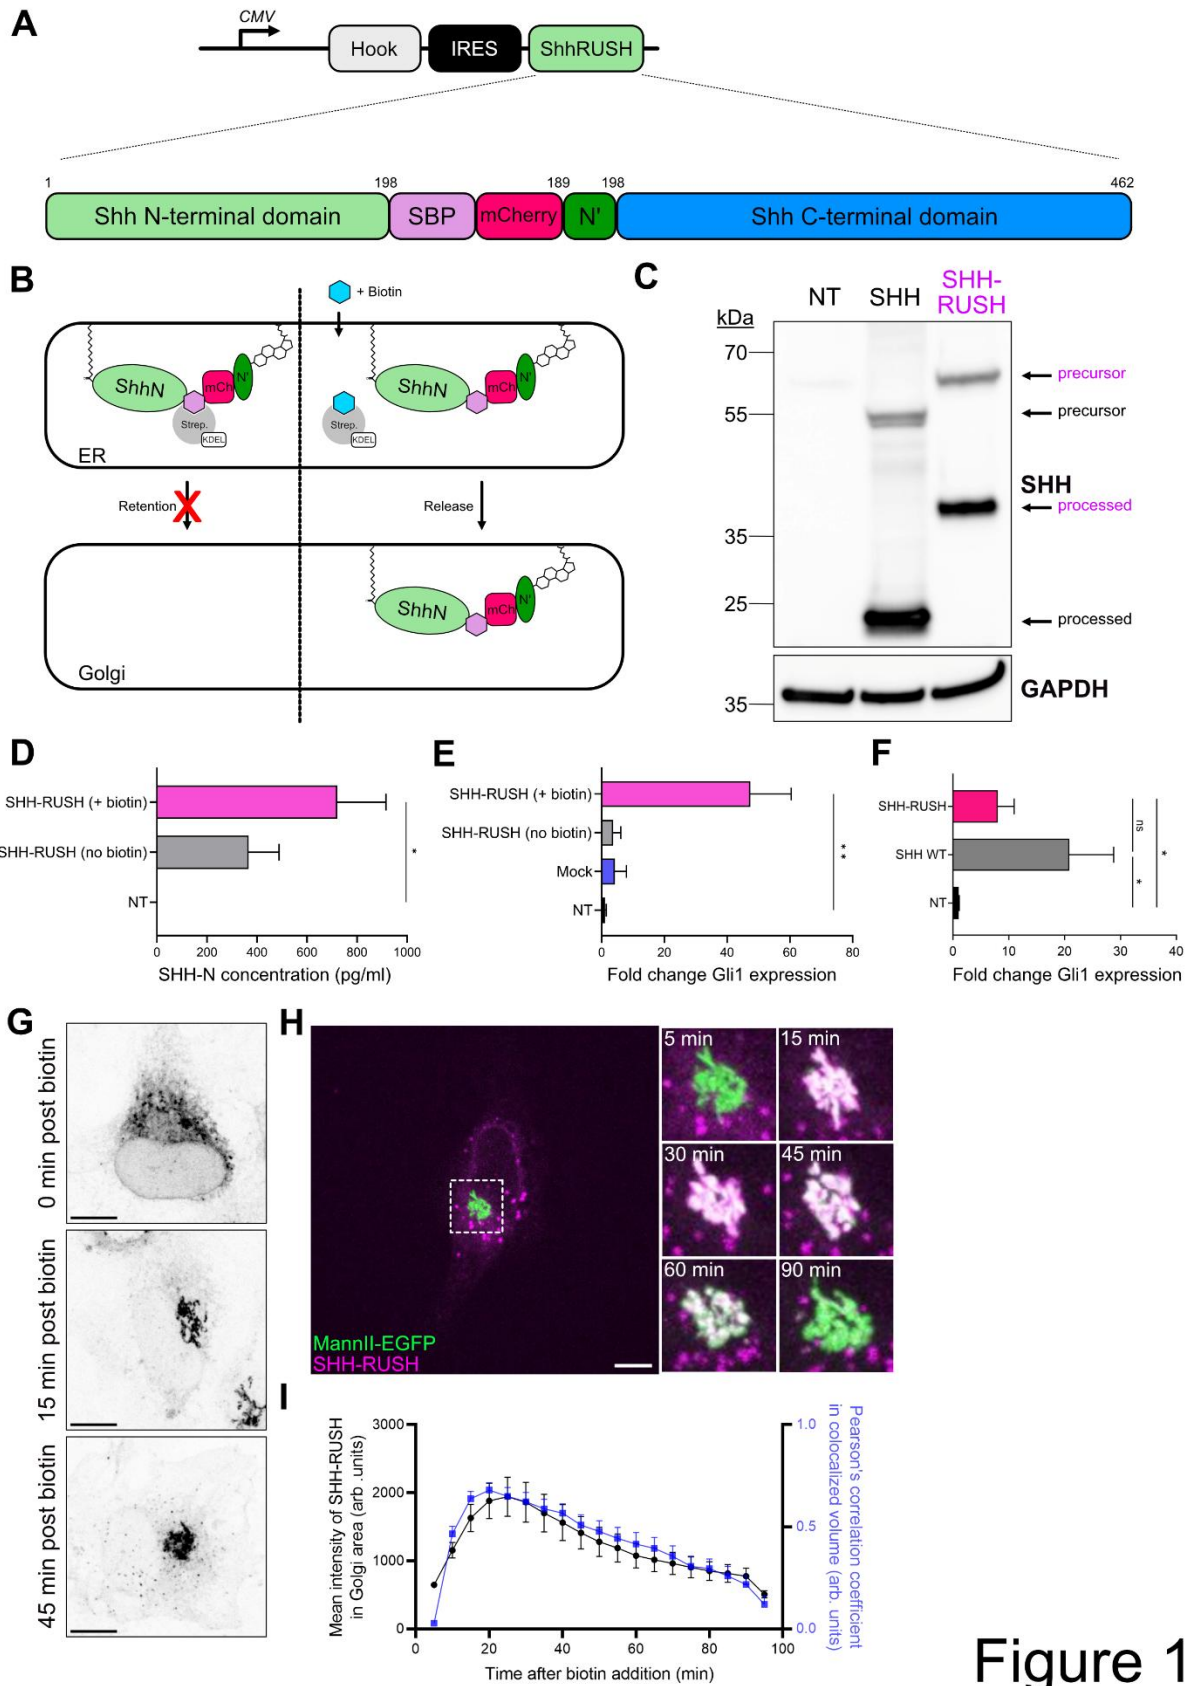 A
CMV
Hook
IRES
ShhRUSH
1
198
189
198
462
Shh N-terminal domain
SBP
mCherry
N'
Shh C-terminal domain
B
+ Biotin
ShhN
mCh
N'
Strep.
KDEL
ER
Strep.
KDEL
ShhN
mCh
N'
Retention
X
Release
ShhN
mCh
N'
Golgi
C
NT
SHH
SHH-
RUSH
kDa
70
55
35
25
precursor
precursor
SHH
processed
processed
35
GAPDH
D
SHH-RUSH (+ biotin)
SHH-RUSH (no biotin)
NT
*
0 200 400 600 800 1000
SHH-N concentration (pg/ml)
E
SHH-RUSH (+ biotin)
SHH-RUSH (no biotin)
Mock
NT
**
0 20 40 60 80
Fold change Gli1 expression
F
SHH-RUSH
SHH WT
NT
ns
*
*
0 10 20 30 40
Fold change Gli1 expression
G
0 min post biotin
15 min post biotin
45 min post biotin
H
MannII-EGFP
SHH-RUSH
5 min
15 min
30 min
45 min
60 min
90 min
I
Mean intensity of SHH-RUSH
in Golgi area (arb .units)
3000
2000
1000
0
1.0
0.5
0.0
Pearson's correlation coefficient
in colocalized volume (arb. units)
0 20 40 60 80 100
Time after biotin addition (min)
Figure 1